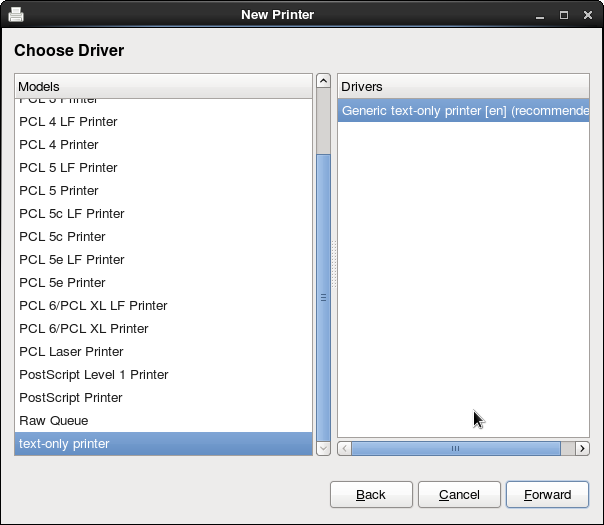 New Printer
Choose Driver
Models
PCL 3 Printer
PCL 4 LF Printer
PCL 4 Printer
PCL 5 LF Printer
PCL 5 Printer
PCL 5c LF Printer
PCL 5c Printer
PCL 5e LF Printer
PCL 5e Printer
PCL 6/PCL XL LF Printer
PCL 6/PCL XL Printer
PCL Laser Printer
PostScript Level 1 Printer
PostScript Printer
Raw Queue
text-only printer
Drivers
Generic text-only printer [en] (recommende
Back
Cancel
Forward